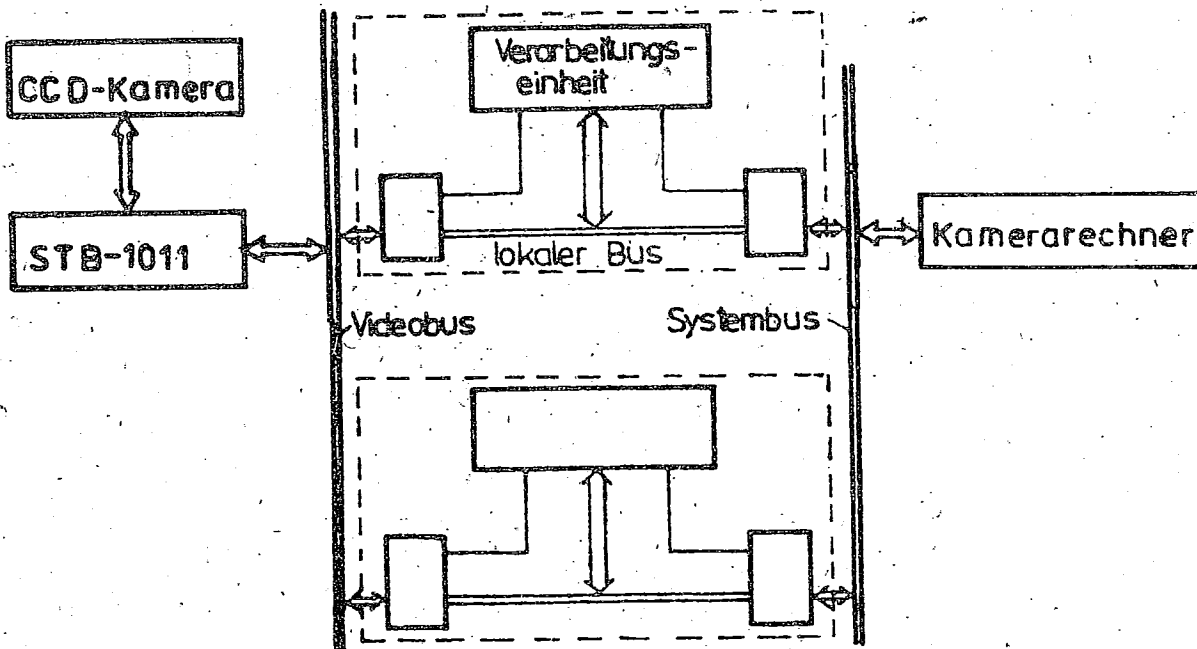 CCD-Kamera
STB-1011
Verarbeitungs-
einheit
lokaler Bus
Videobus
Systembus
Kamerarechner